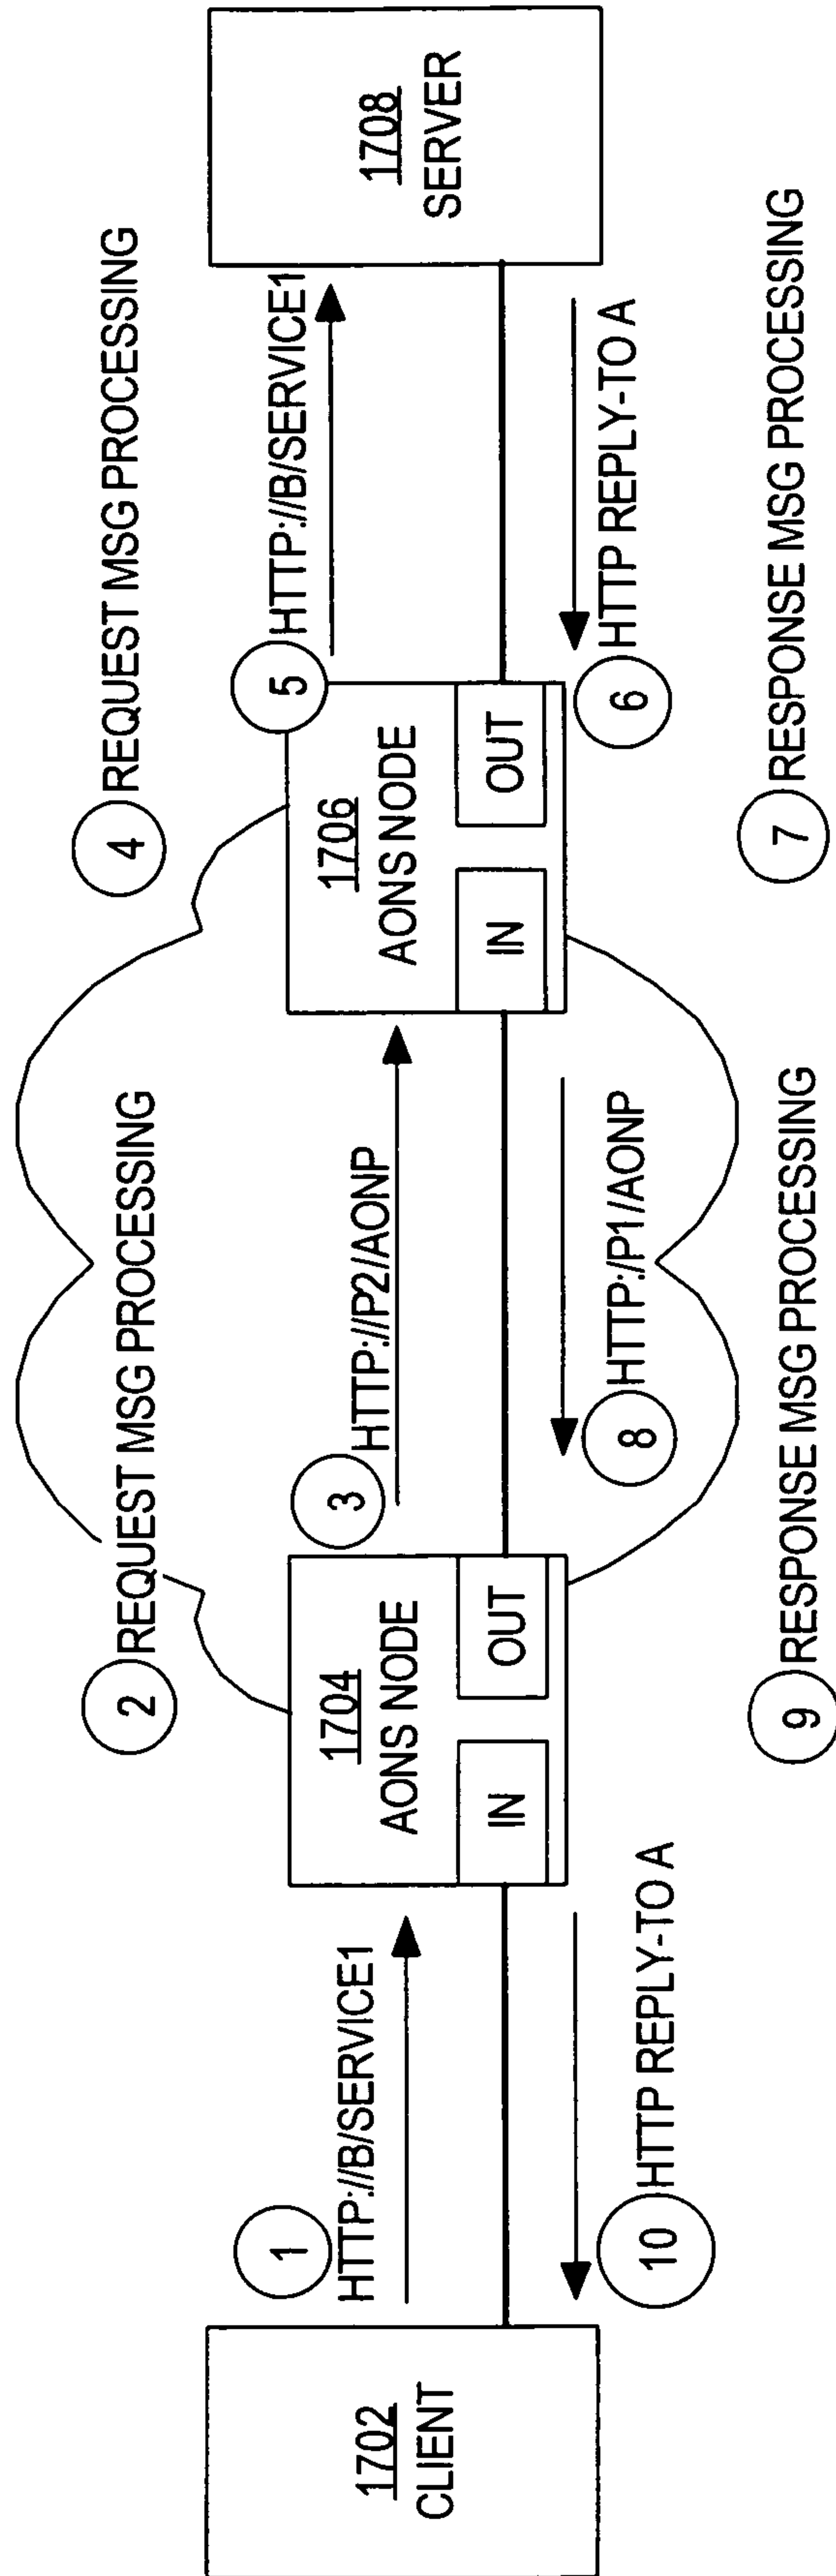 4 REQUEST MSG PROCESSING
2 REQUEST MSG PROCESSING
1 HTTP://B/SERVICE1
3 HTTP://P2/AONP
5 HTTP://B/SERVICE1
1702
CLIENT
1704
AONS NODE
IN
OUT
1706
AONS NODE
IN
OUT
1708
SERVER
10 HTTP REPLY-TO A
8 HTTP:/P1/AONP
6 HTTP REPLY-TO A
9 RESPONSE MSG PROCESSING
7 RESPONSE MSG PROCESSING